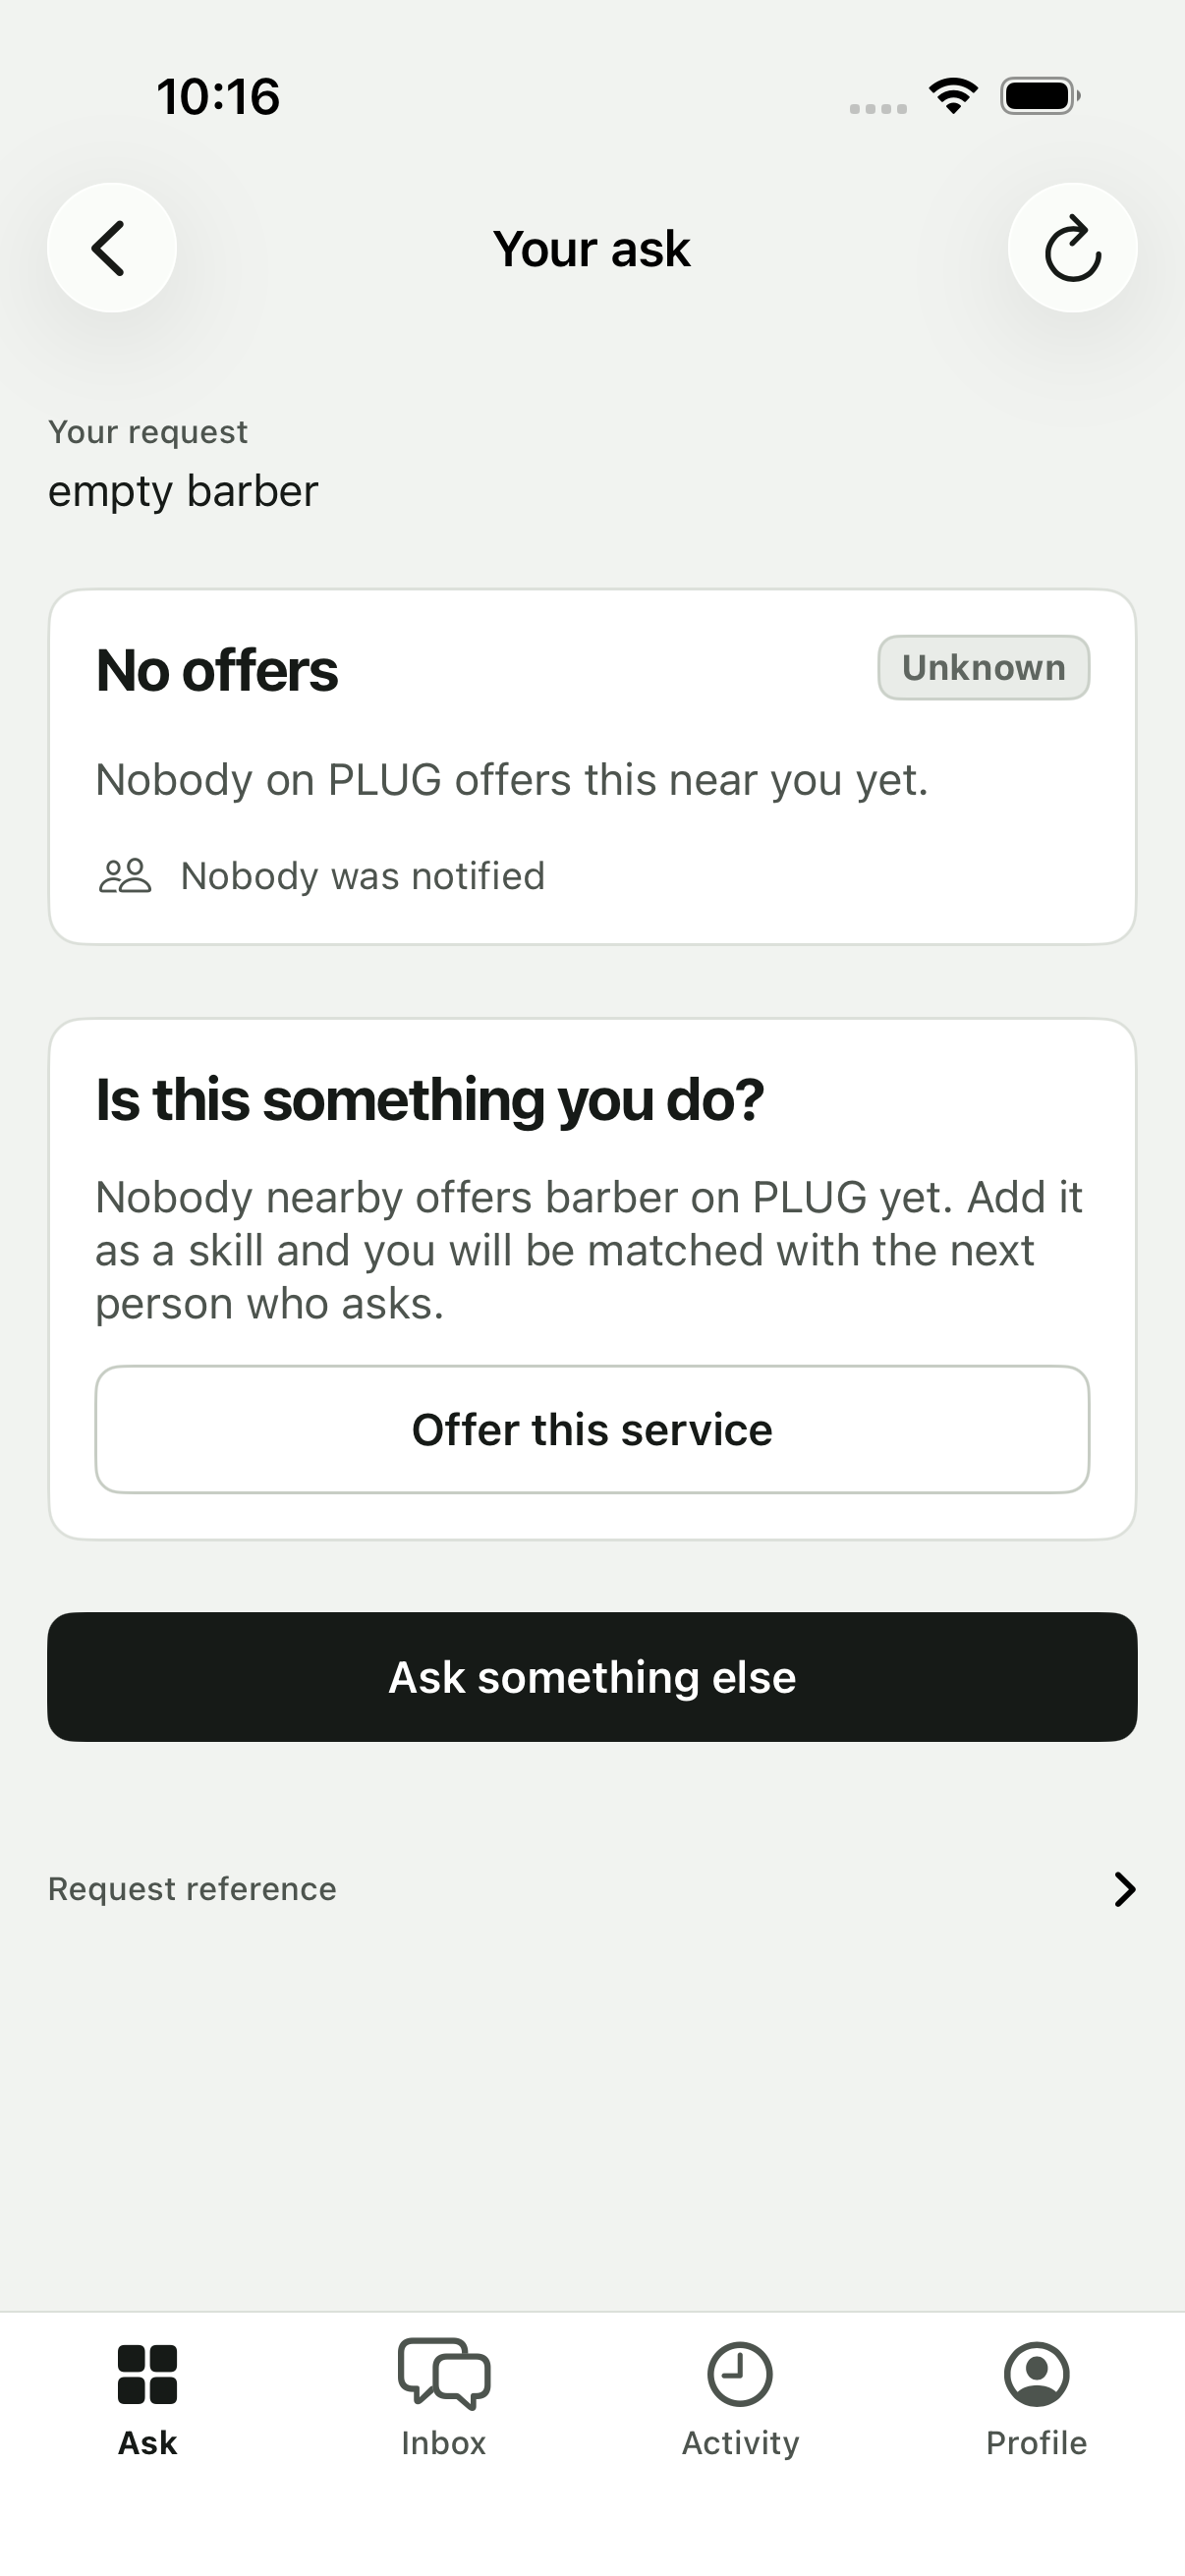 10:16
Your ask
Your request
empty barber
No offers
Unknown
Nobody on PLUG offers this near you yet.
Nobody was notified
Is this something you do?
Nobody nearby offers barber on PLUG yet. Add it
as a skill and you will be matched with the next
person who asks.
Offer this service
Ask something else
Request reference
Ask
Inbox
Activity
Profile